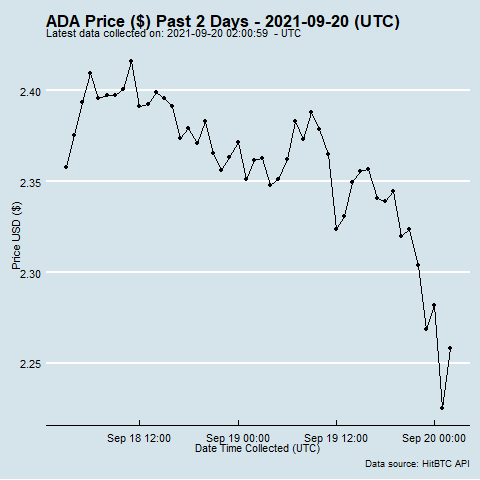 ADA Price ($) Past 2 Days - 2021-09-20 (UTC)
Latest data collected on: 2021-09-20 02:00:59 - UTC
2.40
2.35
2.30
2.25
Price USD ($)
Sep 18 12:00
Sep 19 00:00
Sep 19 12:00
Sep 20 00:00
Date Time Collected (UTC)
Data source: HitBTC API